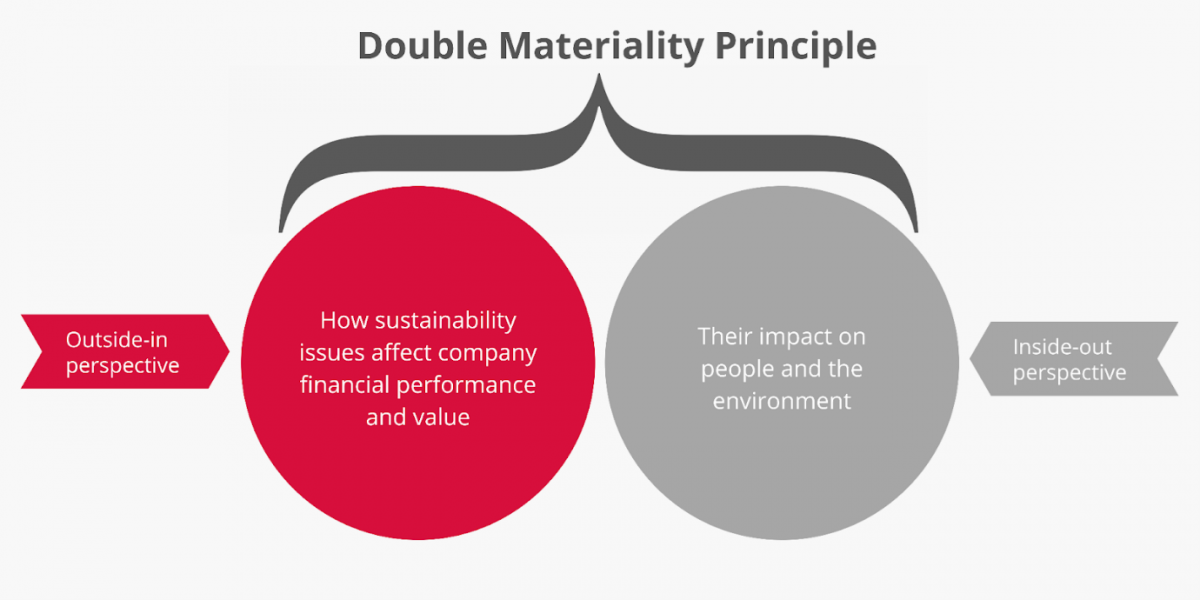 Double Materiality Principle
Outside-in
perspective
How sustainability
issues affect company
financial performance
and value
Their impact on
people and the
environment
Inside-out
perspective